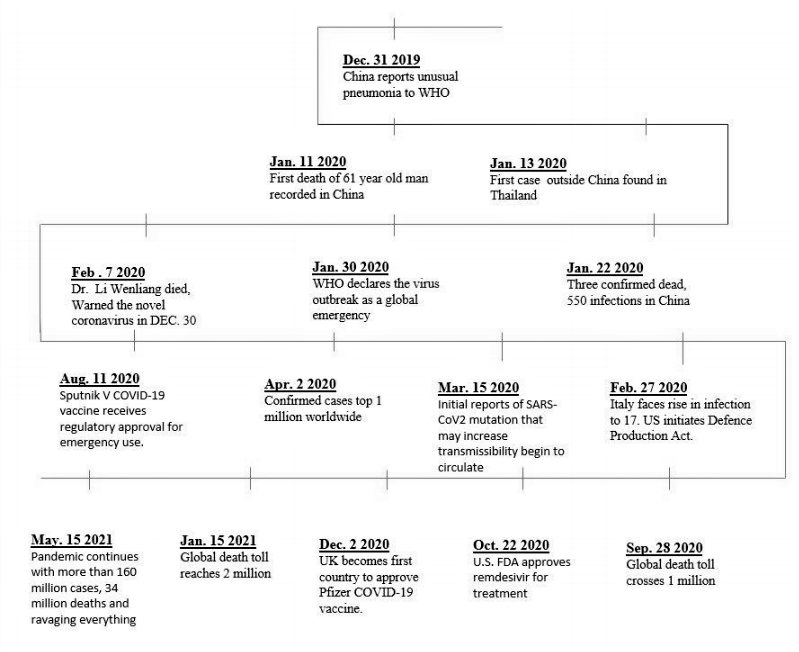 Dec. 31 2019
China reports unusual
pneumonia to WHO
Jan. 11 2020
First death of 61 year old man
recorded in China
Jan. 13 2020
First case outside China found in
Thailand
Feb . 7 2020
Dr. Li Wenliang died,
Warned the novel
coronavirus in DEC. 30
Jan. 30 2020
WHO declares the virus
outbreak as a global
emergency
Jan. 22 2020
Three confirmed dead,
550 infections in China
Aug. 11 2020
Sputnik V COVID-19
vaccine receives
regulatory approval for
emergency use.
Apr. 2 2020
Confirmed cases top 1
million worldwide
Mar. 15 2020
Initial reports of SARS-
CoV2 mutation that
may increase
transmissibility begin to
circulate
Feb. 27 2020
Italy faces rise in infection
to 17. US initiates Defence
Production Act.
May. 15 2021
Pandemic continues
with more than 160
million cases, 34
million deaths and
ravaging everything
Jan. 15 2021
Global death toll
reaches 2 million
Dec. 2 2020
UK becomes first
country to approve
Pfizer COVID-19
vaccine.
Oct. 22 2020
U.S. FDA approves
remdesivir for
treatment
Sep. 28 2020
Global death toll
crosses 1 million